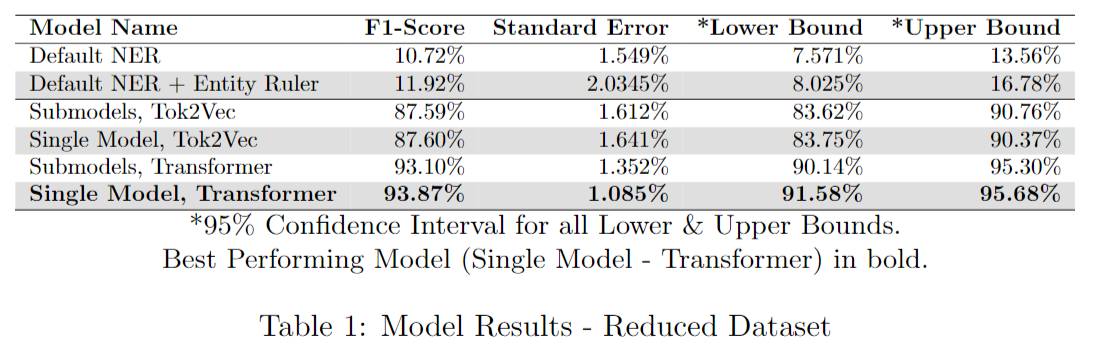 Model Name F1-Score Standard Error *Lower Bound *Upper Bound
Default NER 10.72% 1.549% 7.571% 13.56%
Default NER + Entity Ruler 11.92% 2.0345% 8.025% 16.78%
Submodels, Tok2Vec 87.59% 1.612% 83.62% 90.76%
Single Model, Tok2Vec 87.60% 1.641% 83.75% 90.37%
Submodels, Transformer 93.10% 1.352% 90.14% 95.30%
Single Model, Transformer 93.87% 1.085% 91.58% 95.68%
*95% Confidence Interval for all Lower & Upper Bounds.
Best Performing Model (Single Model - Transformer) in bold.
Table 1: Model Results - Reduced Dataset